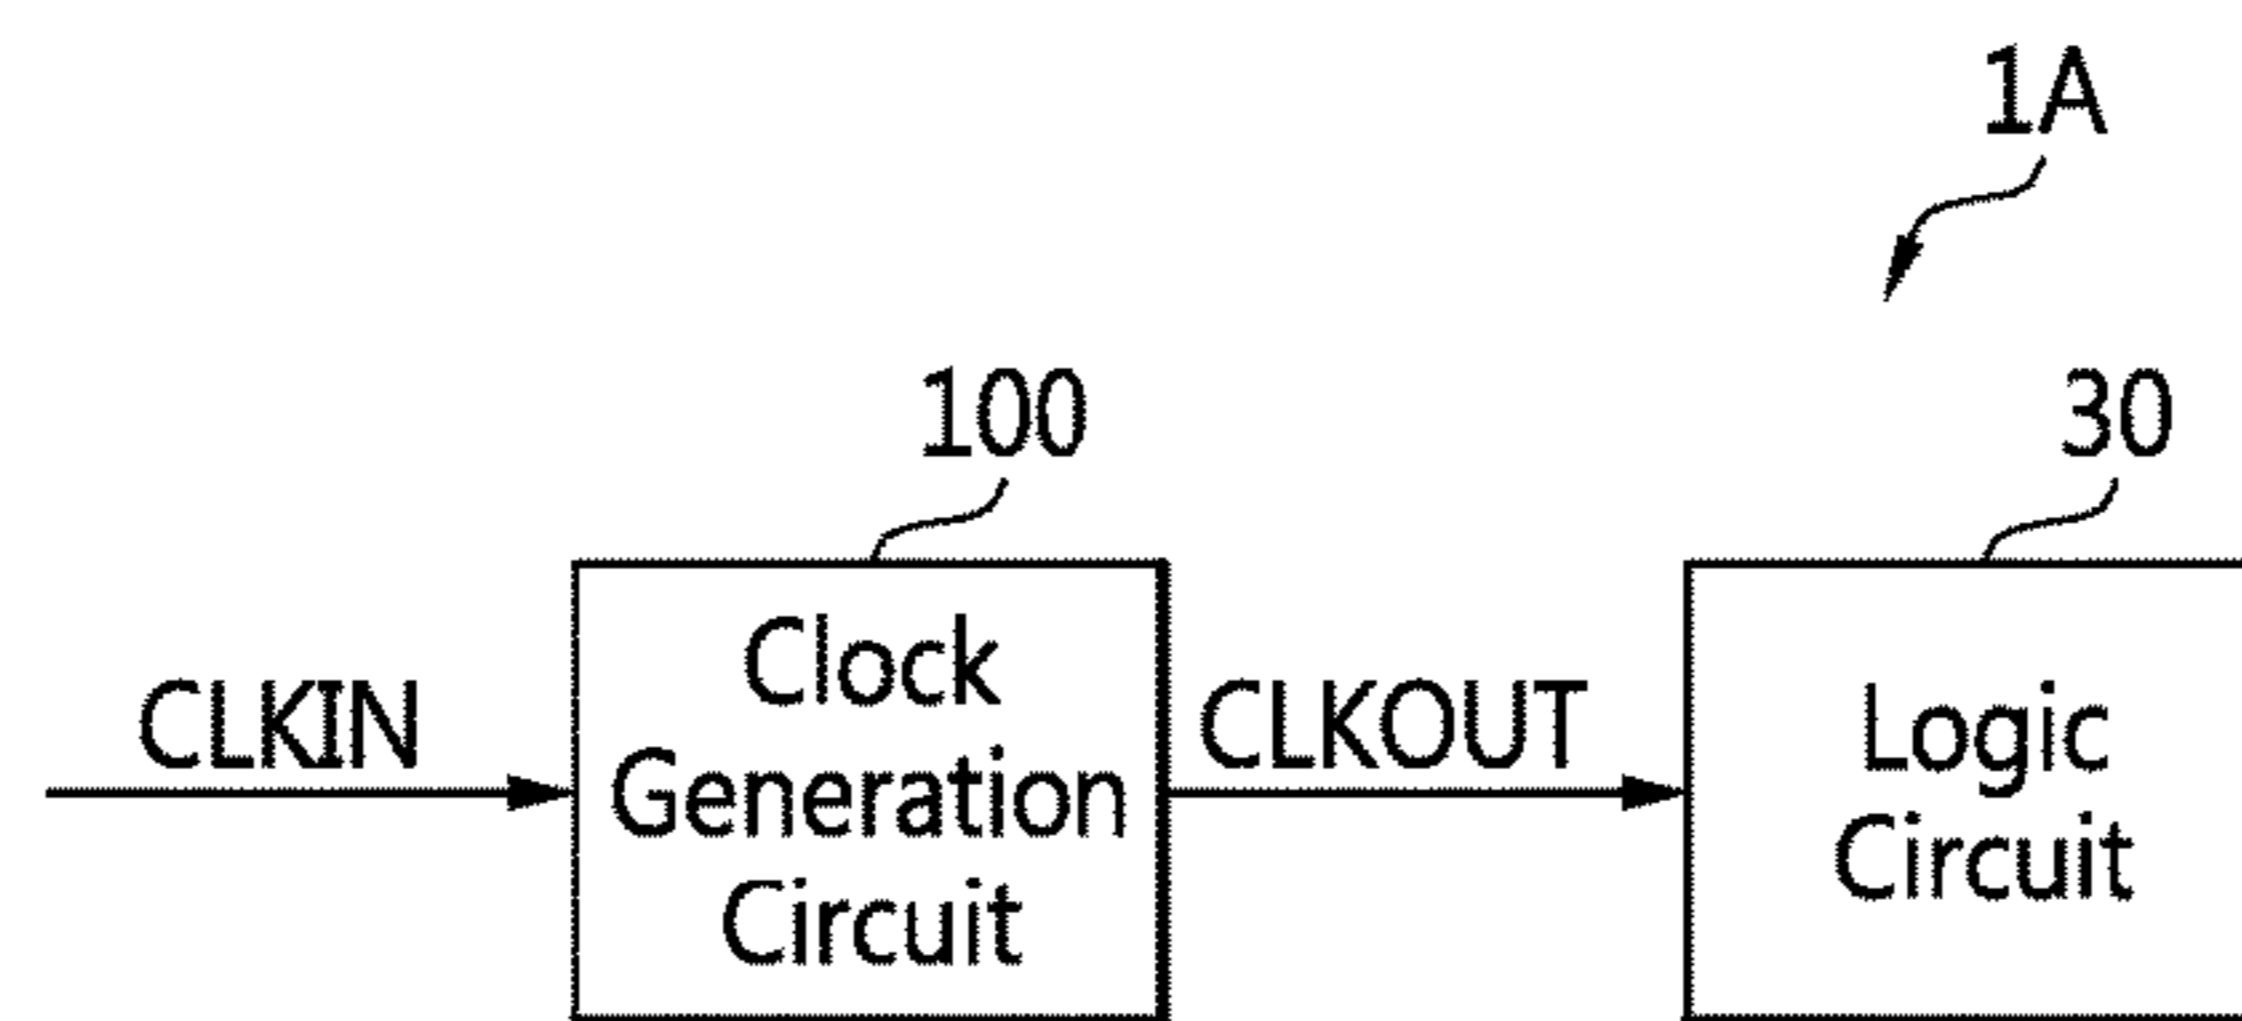 1A
100
30
Clock
Generation
Circuit
CLKIN
CLKOUT
Logic
Circuit